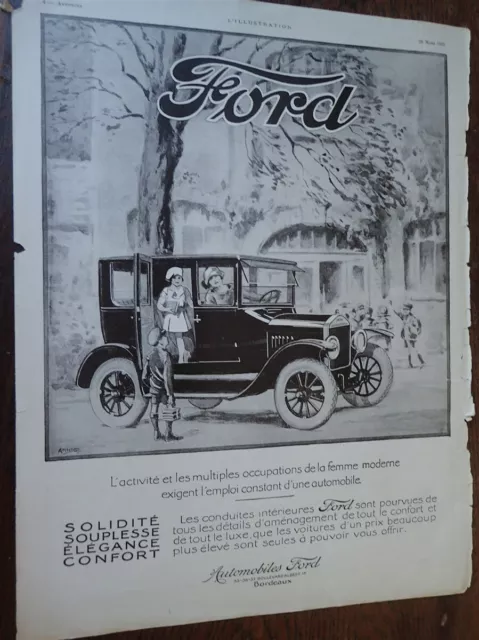 L'ILLUSTRATION
Ford
L'activité et les multiples occupations de la femme moderne
exigent l'emploi constant d'une automobile.
SOLIDITÉ
SOUPLESSE
ÉLÉGANCE
CONFORT
Les conduites intérieures Ford sont pourvues de
tous les détails d'aménagement de tout le confort et
de tout le luxe, que les voitures d'un prix beaucoup
plus élevé sont seules à pouvoir vous offrir.
Automobiles Ford
Bordeaux